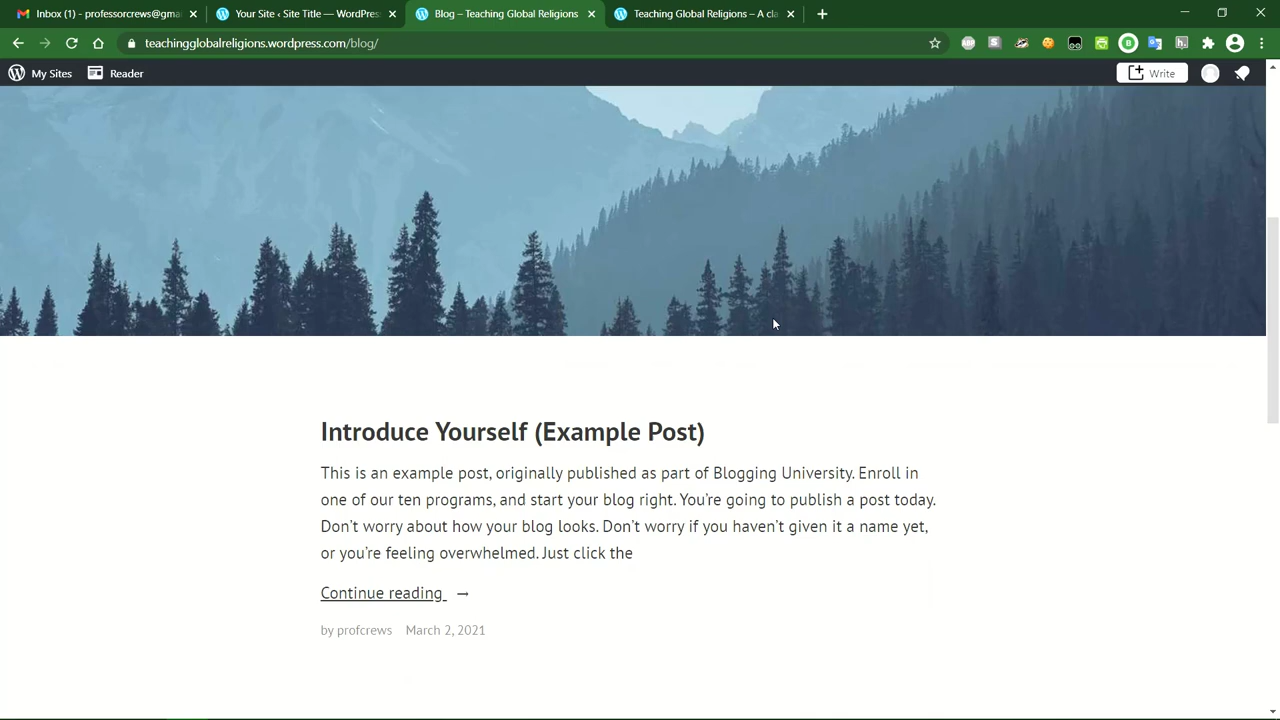 Inbox (1) - professorcrews@gma
Your Site ‹ Site Title — WordPres
Blog – Teaching Global Religions
Teaching Global Religions – A cla
teachingglobalreligions.wordpress.com/blog/
My Sites
Reader
Write
Introduce Yourself (Example Post)
This is an example post, originally published as part of Blogging University. Enroll in
one of our ten programs, and start your blog right. You're going to publish a post today.
Don't worry about how your blog looks. Don't worry if you haven't given it a name yet,
or you're feeling overwhelmed. Just click the
Continue reading →
by profcrews March 2, 2021